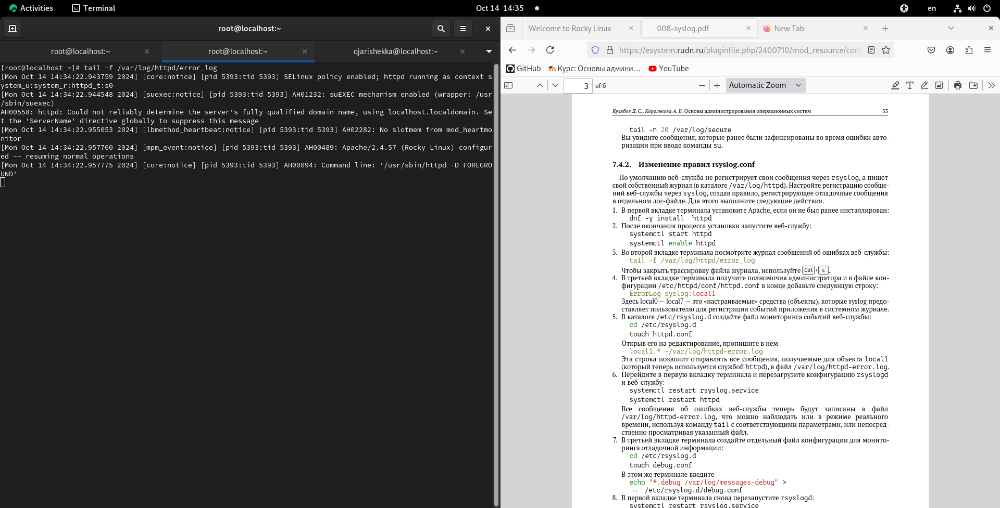 Activities
Terminal
Oct 14 14:35
en
root@localhost:~
root@localhost:~
root@localhost:~
qjarishekka@localhost:~
[root@localhost ~]# tail -f /var/log/httpd/error_log
[Mon Oct 14 14:34:22.943759 2024] [core:notice] [pid 5393:tid 5393] SELinux policy enabled; httpd running as context s
ystem_u:system_r:httpd_t:s0
[Mon Oct 14 14:34:22.944548 2024] [suexec:notice] [pid 5393:tid 5393] AH01232: suEXEC mechanism enabled (wrapper: /usr
/sbin/suexec)
AH00558: httpd: Could not reliably determine the server's fully qualified domain name, using localhost.localdomain. Se
t the 'ServerName' directive globally to suppress this message
[Mon Oct 14 14:34:22.955053 2024] [lbmethod_heartbeat:notice] [pid 5393:tid 5393] AH02282: No slotmem from mod_heartmo
nitor
[Mon Oct 14 14:34:22.957760 2024] [mpm_event:notice] [pid 5393:tid 5393] AH00489: Apache/2.4.57 (Rocky Linux) configur
ed -- resuming normal operations
[Mon Oct 14 14:34:22.957775 2024] [core:notice] [pid 5393:tid 5393] AH00094: Command line: '/usr/sbin/httpd -D FOREGRO
UND'
Welcome to Rocky Linux
008-syslog.pdf
New Tab
https://esystem.rudn.ru/pluginfile.php/2400710/mod_resource/cont
GitHub
Курс: Основы админи…
YouTube
3 of 6
Automatic Zoom
Кулябов Д. С., Королькова А. В. Основы администрирования операционных систем 53
tail -n 20 /var/log/secure
Вы увидите сообщения, которые ранее были зафиксированы во время ошибки авто-
ризации при вводе команды su.
7.4.2. Изменение правил rsyslog.conf
По умолчанию веб-служба не регистрирует свои сообщения через rsyslog, а пишет
свой собственный журнал (в каталоге /var/log/httpd). Настройте регистрацию сообще-
ний веб-службы через syslog, создав правило, регистрирующее отладочные сообщения
в отдельном лог-файле. Для этого выполните следующие действия.
1. В первой вкладке терминала установите Apache, если он не был ранее инсталлирован:
dnf -y install httpd
2. После окончания процесса установки запустите веб-службу:
systemctl start httpd
systemctl enable httpd
3. Во второй вкладке терминала посмотрите журнал сообщений об ошибках веб-службы:
tail -f /var/log/httpd/error_log
Чтобы закрыть трассировку файла журнала, используйте Ctrl + c .
4. В третьей вкладке терминала получите полномочия администратора и в файле кон-
фигурации /etc/httpd/conf/httpd.conf в конце добавьте следующую строку:
ErrorLog syslog:local1
Здесь local0 — local7 — это «настраиваемые» средства (объекты), которые syslog предо-
ставляет пользователю для регистрации событий приложения в системном журнале.
5. В каталоге /etc/rsyslog.d создайте файл мониторинга событий веб-службы:
cd /etc/rsyslog.d
touch httpd.conf
Открыв его на редактирование, пропишите в нём
local1.* -/var/log/httpd-error.log
Эта строка позволит отправлять все сообщения, получаемые для объекта local1
(который теперь используется службой httpd), в файл /var/log/httpd-error.log.
6. Перейдите в первую вкладку терминала и перезагрузите конфигурацию rsyslogd
и веб-службу:
systemctl restart rsyslog.service
systemctl restart httpd
Все сообщения об ошибках веб-службы теперь будут записаны в файл
/var/log/httpd-error.log, что можно наблюдать или в режиме реального
времени, используя команду tail с соответствующими параметрами, или непосред-
ственно просматривая указанный файл.
7. В третьей вкладке терминала создайте отдельный файл конфигурации для монито-
ринга отладочной информации:
cd /etc/rsyslog.d
touch debug.conf
В этом же терминале введите
echo "*.debug /var/log/messages-debug" >
↪ /etc/rsyslog.d/debug.conf
8. В первой вкладке терминала снова перезапустите rsyslogd:
systemctl restart rsyslog.service